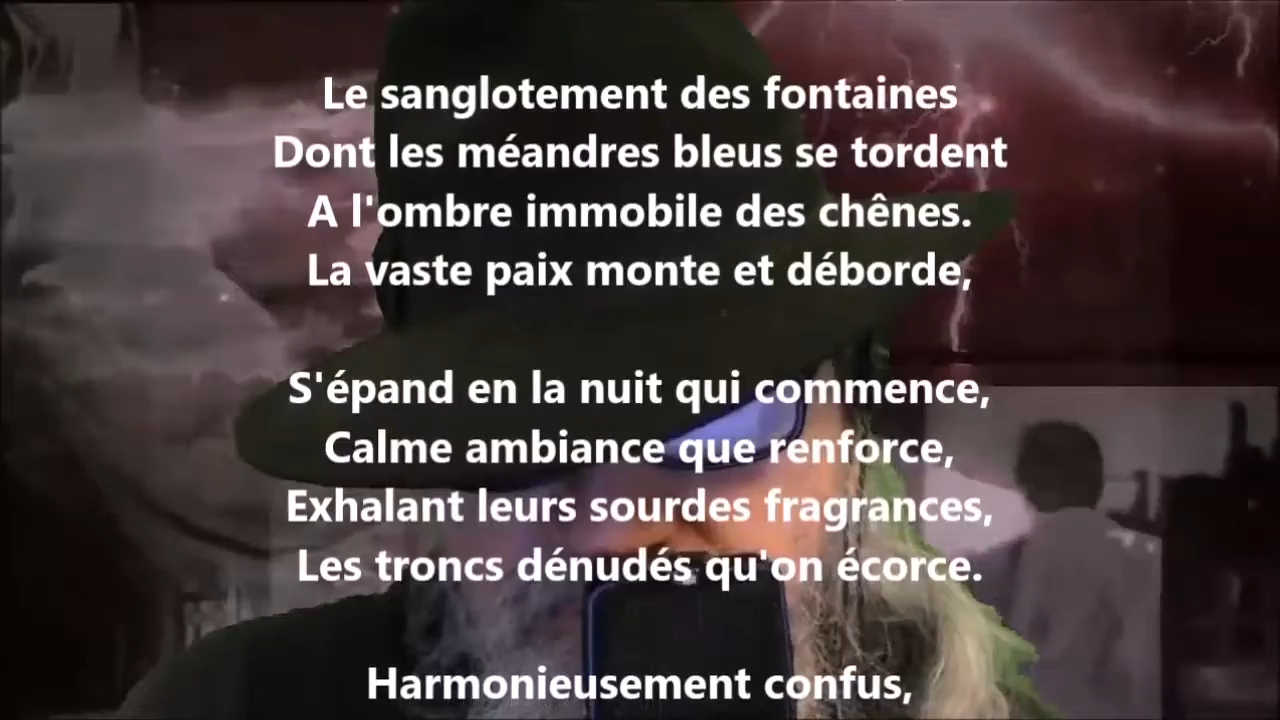 Le sanglotement des fontaines
Dont les méandres bleus se tordent
A l'ombre immobile des chênes.
La vaste paix monte et déborde,
S'épand en la nuit qui commence,
Calme ambiance que renforce,
Exhalant leurs sourdes fragrances,
Les troncs dénudés qu'on écorce.
Harmonieusement confus,